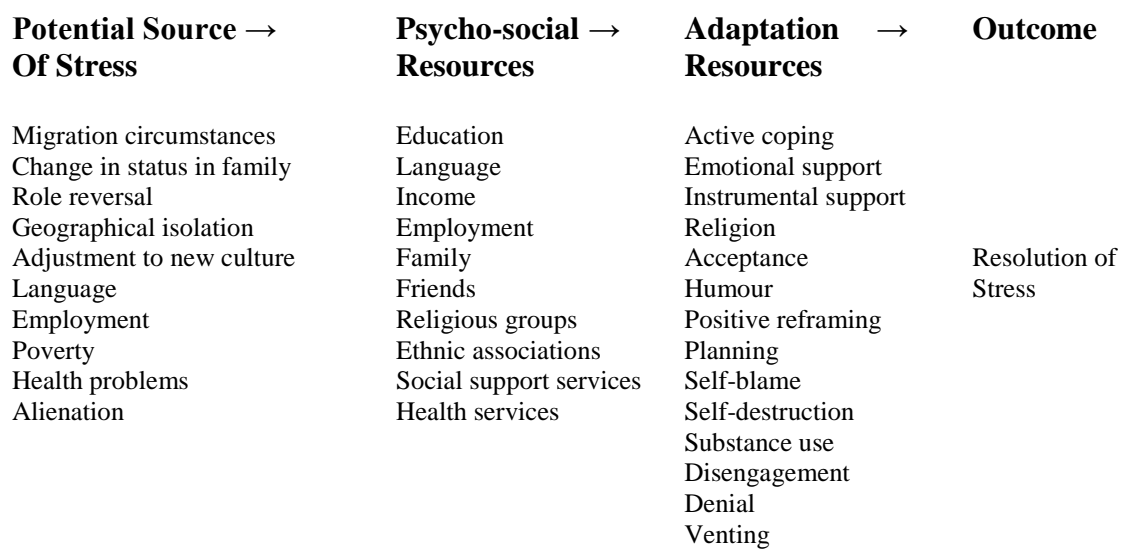 Potential Source →
Of Stress
Psycho-social →
Resources
Adaptation →
Resources
Outcome
Migration circumstances
Change in status in family
Role reversal
Geographical isolation
Adjustment to new culture
Language
Employment
Poverty
Health problems
Alienation
Education
Language
Income
Employment
Family
Friends
Religious groups
Ethnic associations
Social support services
Health services
Active coping
Emotional support
Instrumental support
Religion
Acceptance
Humour
Positive reframing
Planning
Self-blame
Self-destruction
Substance use
Disengagement
Denial
Venting
Resolution of
Stress